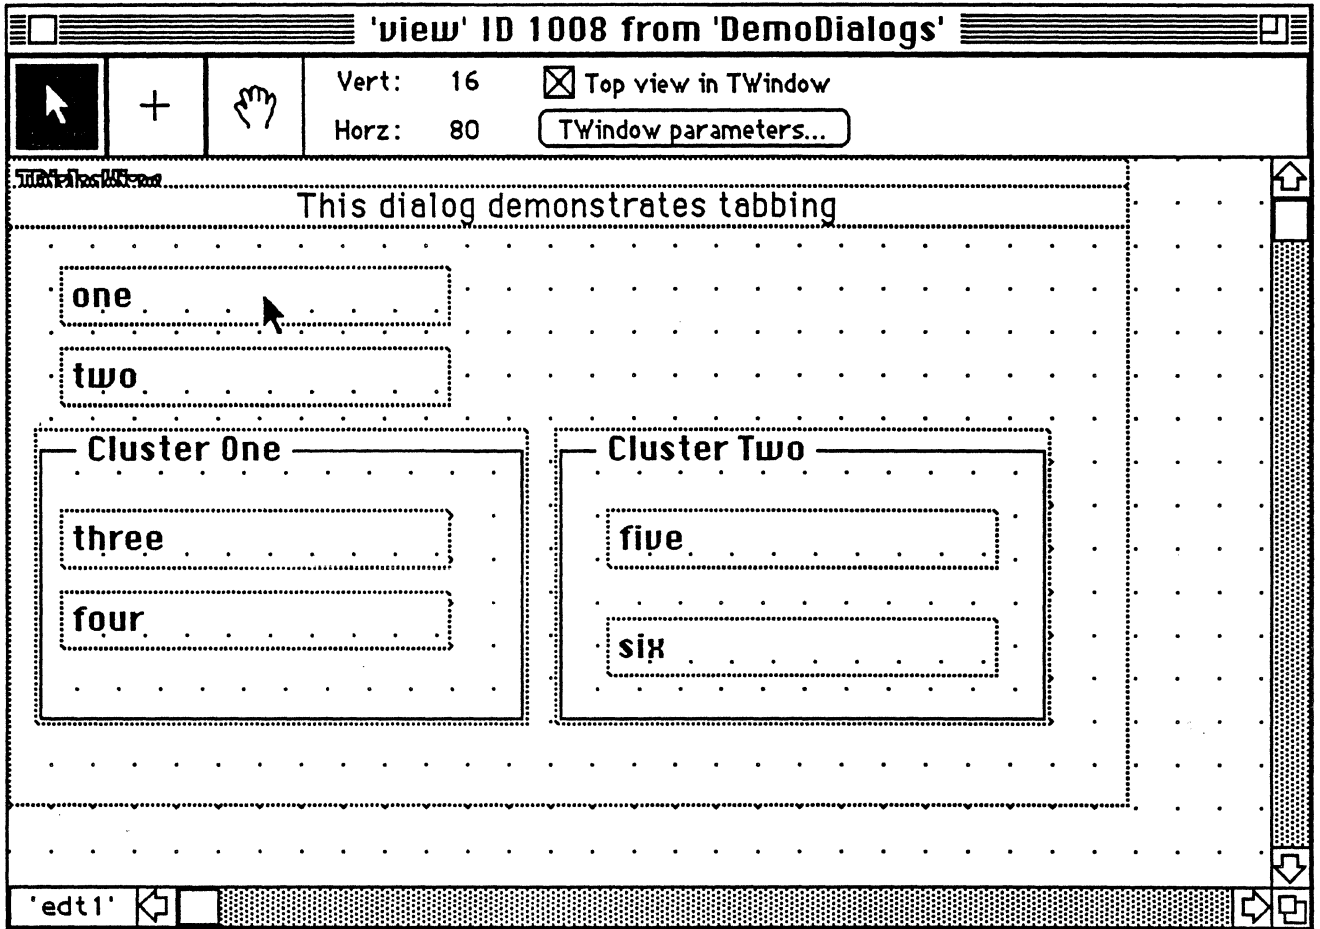 'view' ID 1008 from 'DemoDialogs'
Vert: 16
Top view in TWindow
Horz: 80
TWindow parameters...
This dialog demonstrates tabbing
one
two
Cluster One
three
four
Cluster Two
five
six
'edt1'